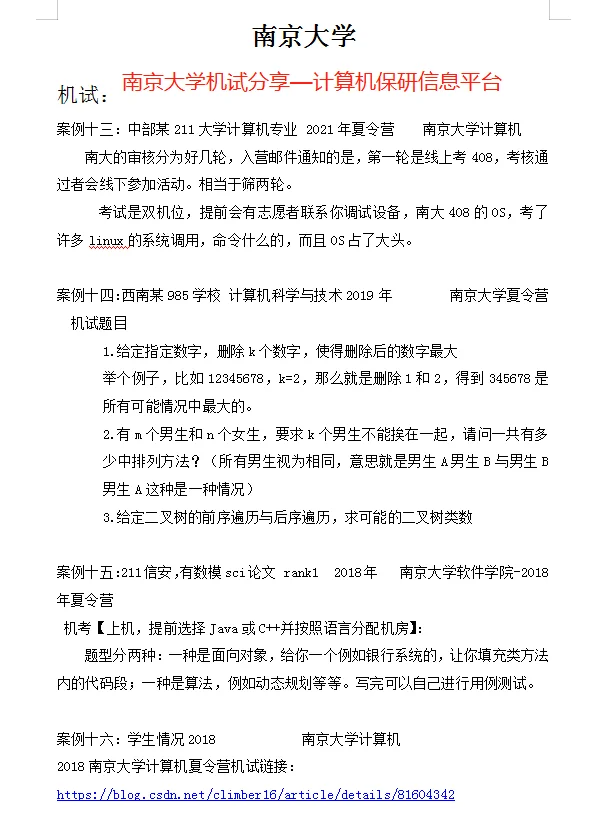 南京大学
南京大学机试分享—计算机保研信息平台
机试：
案例十三：中部某 211 大学计算机专业 2021 年夏令营 南京大学计算机
南大的审核分为好几轮，入营邮件通知的是，第一轮是线上考 408，考核通
过者会线下参加活动。相当于筛两轮。
考试是双机位，提前会有志愿者联系你调试设备，南大 408 的 OS，考了
许多 linux 的系统调用，命令什么的，而且 OS 占了大头。
案例十四:西南某 985 学校 计算机科学与技术 2019 年 南京大学夏令营
机试题目
1.给定指定数字，删除 k 个数字，使得删除后的数字最大
举个例子，比如 12345678，k=2，那么就是删除 1 和 2，得到 345678 是
所有可能情况中最大的。
2.有 m 个男生和 n 个女生，要求 k 个男生不能挨在一起，请问一共有多
少中排列方法？（所有男生视为相同，意思就是男生 A 男生 B 与男生 B
男生 A 这种是一种情况）
3.给定二叉树的前序遍历与后序遍历，求可能的二叉树类数
案例十五:211 信安,有数模 sci 论文 rank1 2018 年 南京大学软件学院-2018
年夏令营
机考【上机，提前选择 Java 或 C++并按照语言分配机房】:
题型分两种：一种是面向对象，给你一个例如银行系统的，让你填充类方法
内的代码段；一种是算法，例如动态规划等等。写完可以自己进行用例测试。
案例十六：学生情况 2018 南京大学计算机
2018 南京大学计算机夏令营机试链接：
https://blog.csdn.net/climber16/article/details/81604342